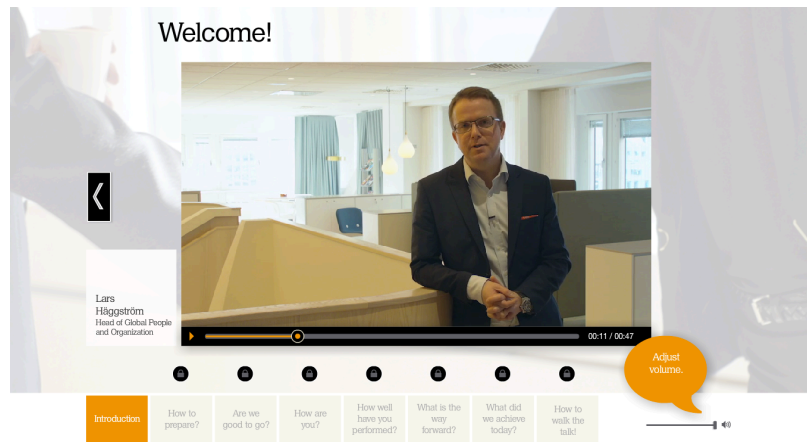 Welcome!
Lars
Häggström
Head of Global People
and Organization
00:11 / 00:47
Adjust
volume.
Introduction
How to
prepare?
Are we
good to go?
How are
you?
How well
have you
performed?
What is the
way
forward?
What did
we achieve
today?
How to
walk the
talk!